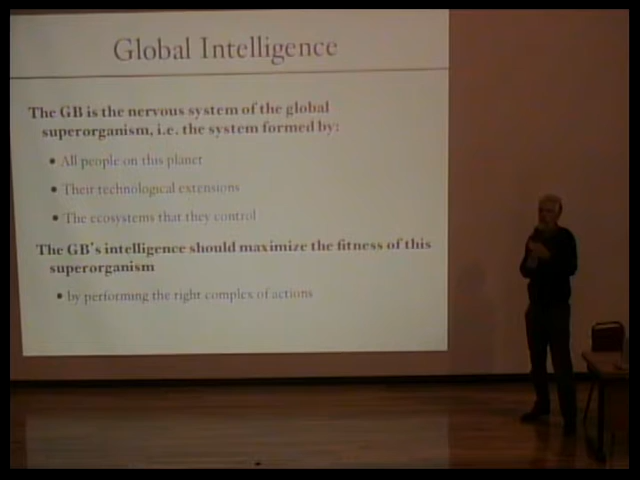 Global Intelligence
The GB is the nervous system of the global
superorganism, i.e. the system formed by:
• All people on this planet
• Their technological extensions
• The ecosystems that they control
The GB's intelligence should maximize the fitness of this
superorganism
• by performing the right complex of actions